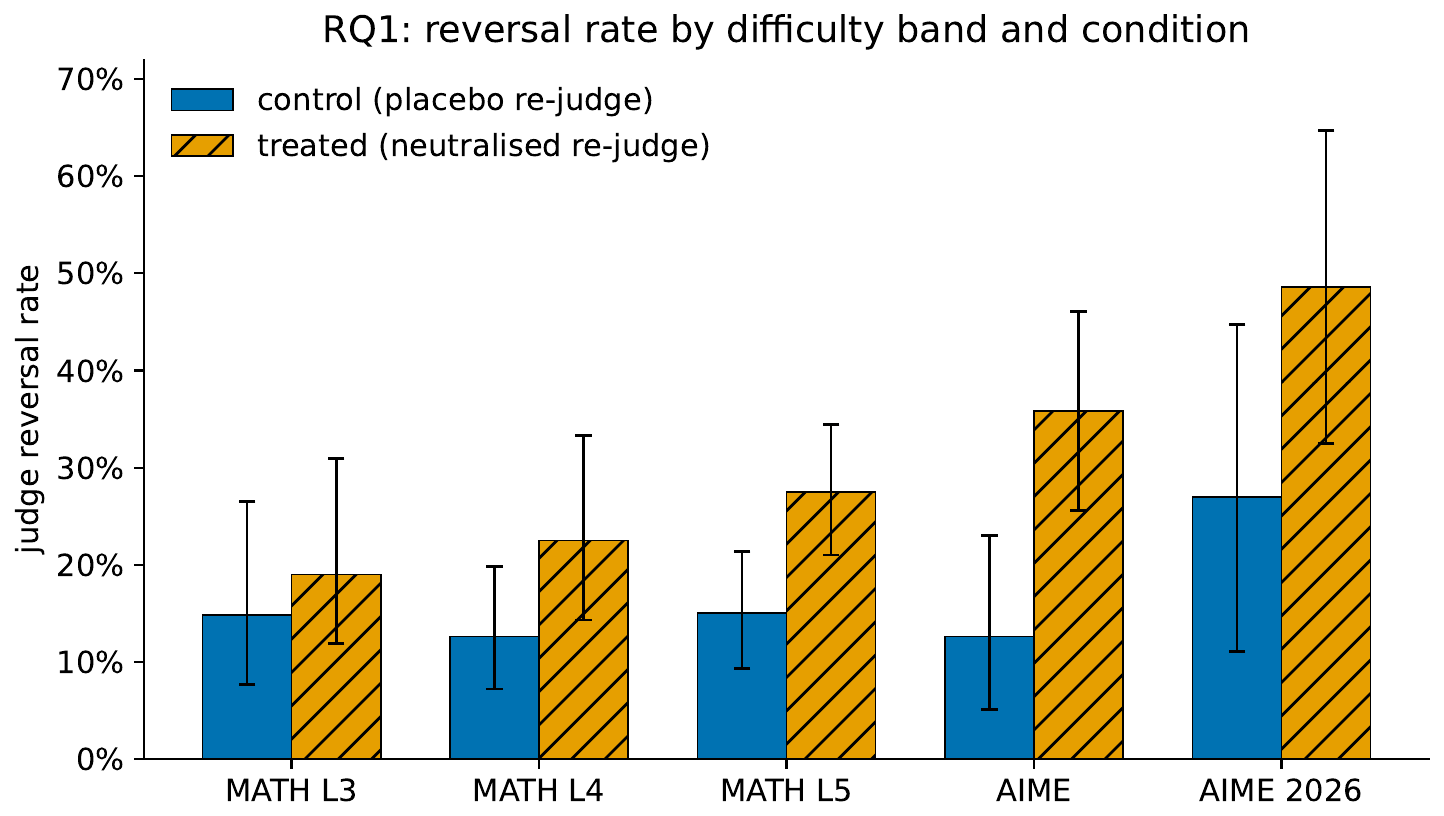 RQ1: reversal rate by difficulty band and condition
control (placebo re-judge)
treated (neutralised re-judge)
judge reversal rate
70%
60%
50%
40%
30%
20%
10%
0%
MATH L3
MATH L4
MATH L5
AIME
AIME 2026